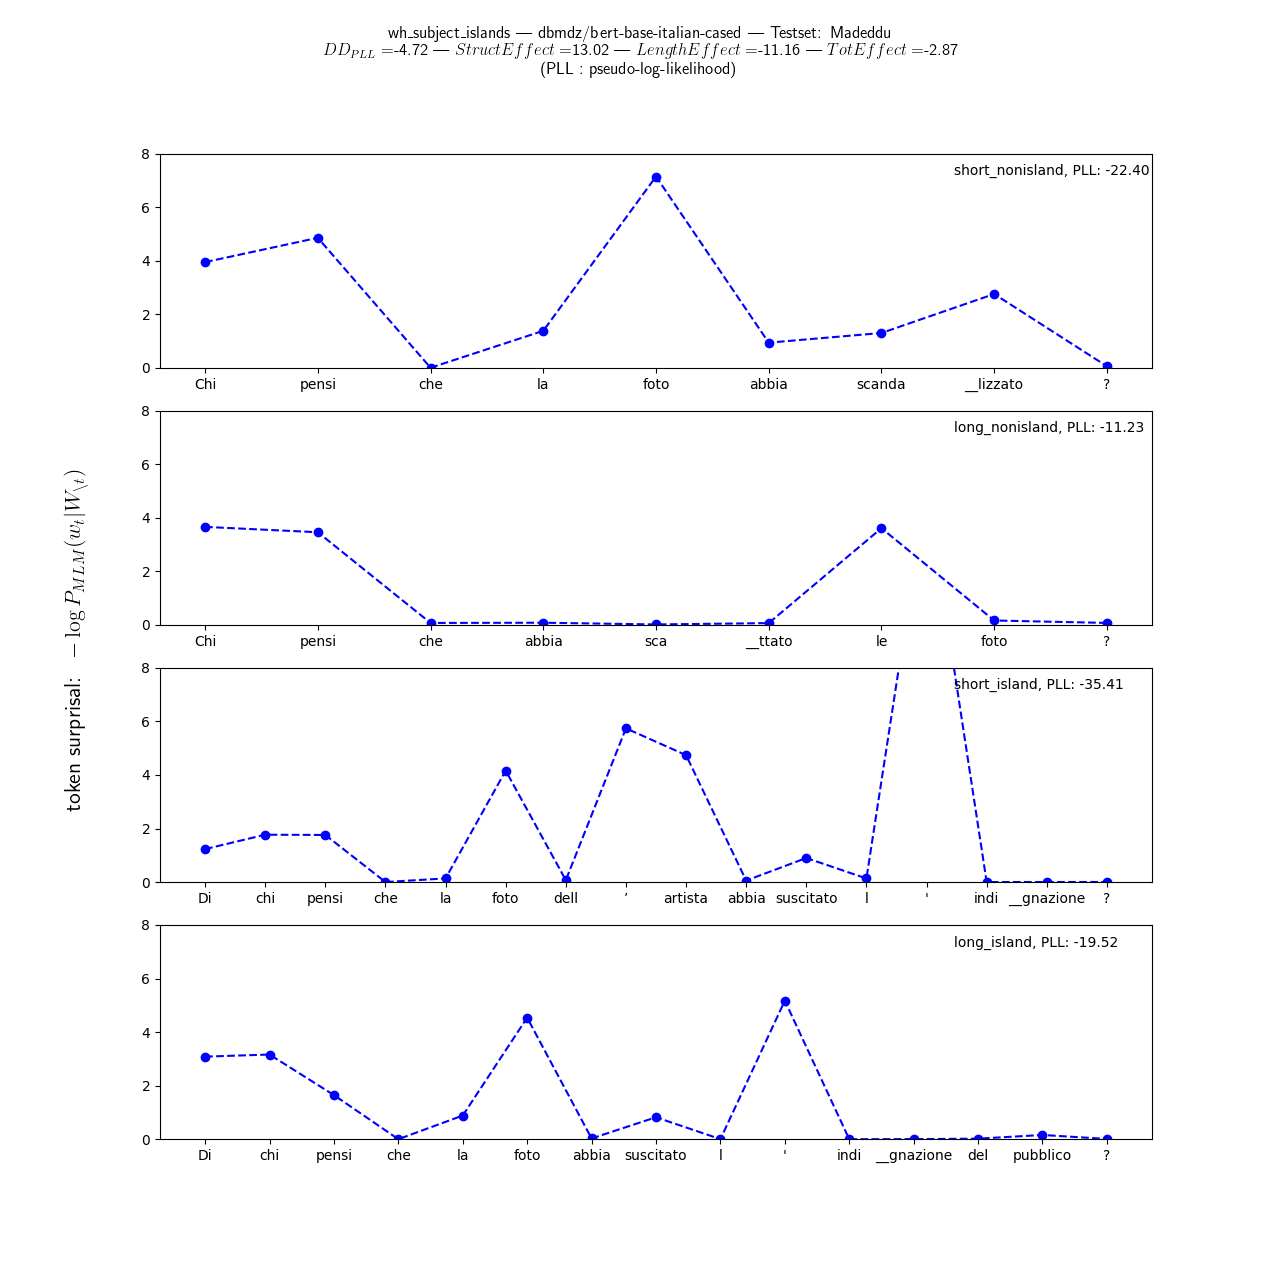 wh_subject_islands — dbmdz/bert-base-italian-cased — Testset: Madeddu
DD_{PLL} =-4.72 — StructEffect =13.02 — LengthEffect =-11.16 — TotEffect =-2.87
(PLL : pseudo-log-likelihood)
token surprisal: − log P_{MLM}(w_t|W_{\t})
8
6
4
2
0
short_nonisland, PLL: -22.40
Chi pensi che la foto abbia scanda __lizzato ?
8
6
4
2
0
long_nonisland, PLL: -11.23
Chi pensi che abbia sca __ttato le foto ?
8
6
4
2
0
short_island, PLL: -35.41
Di chi pensi che la foto dell ’ artista abbia suscitato l ' indi __gnazione ?
8
6
4
2
0
long_island, PLL: -19.52
Di chi pensi che la foto abbia suscitato l ' indi __gnazione del pubblico ?